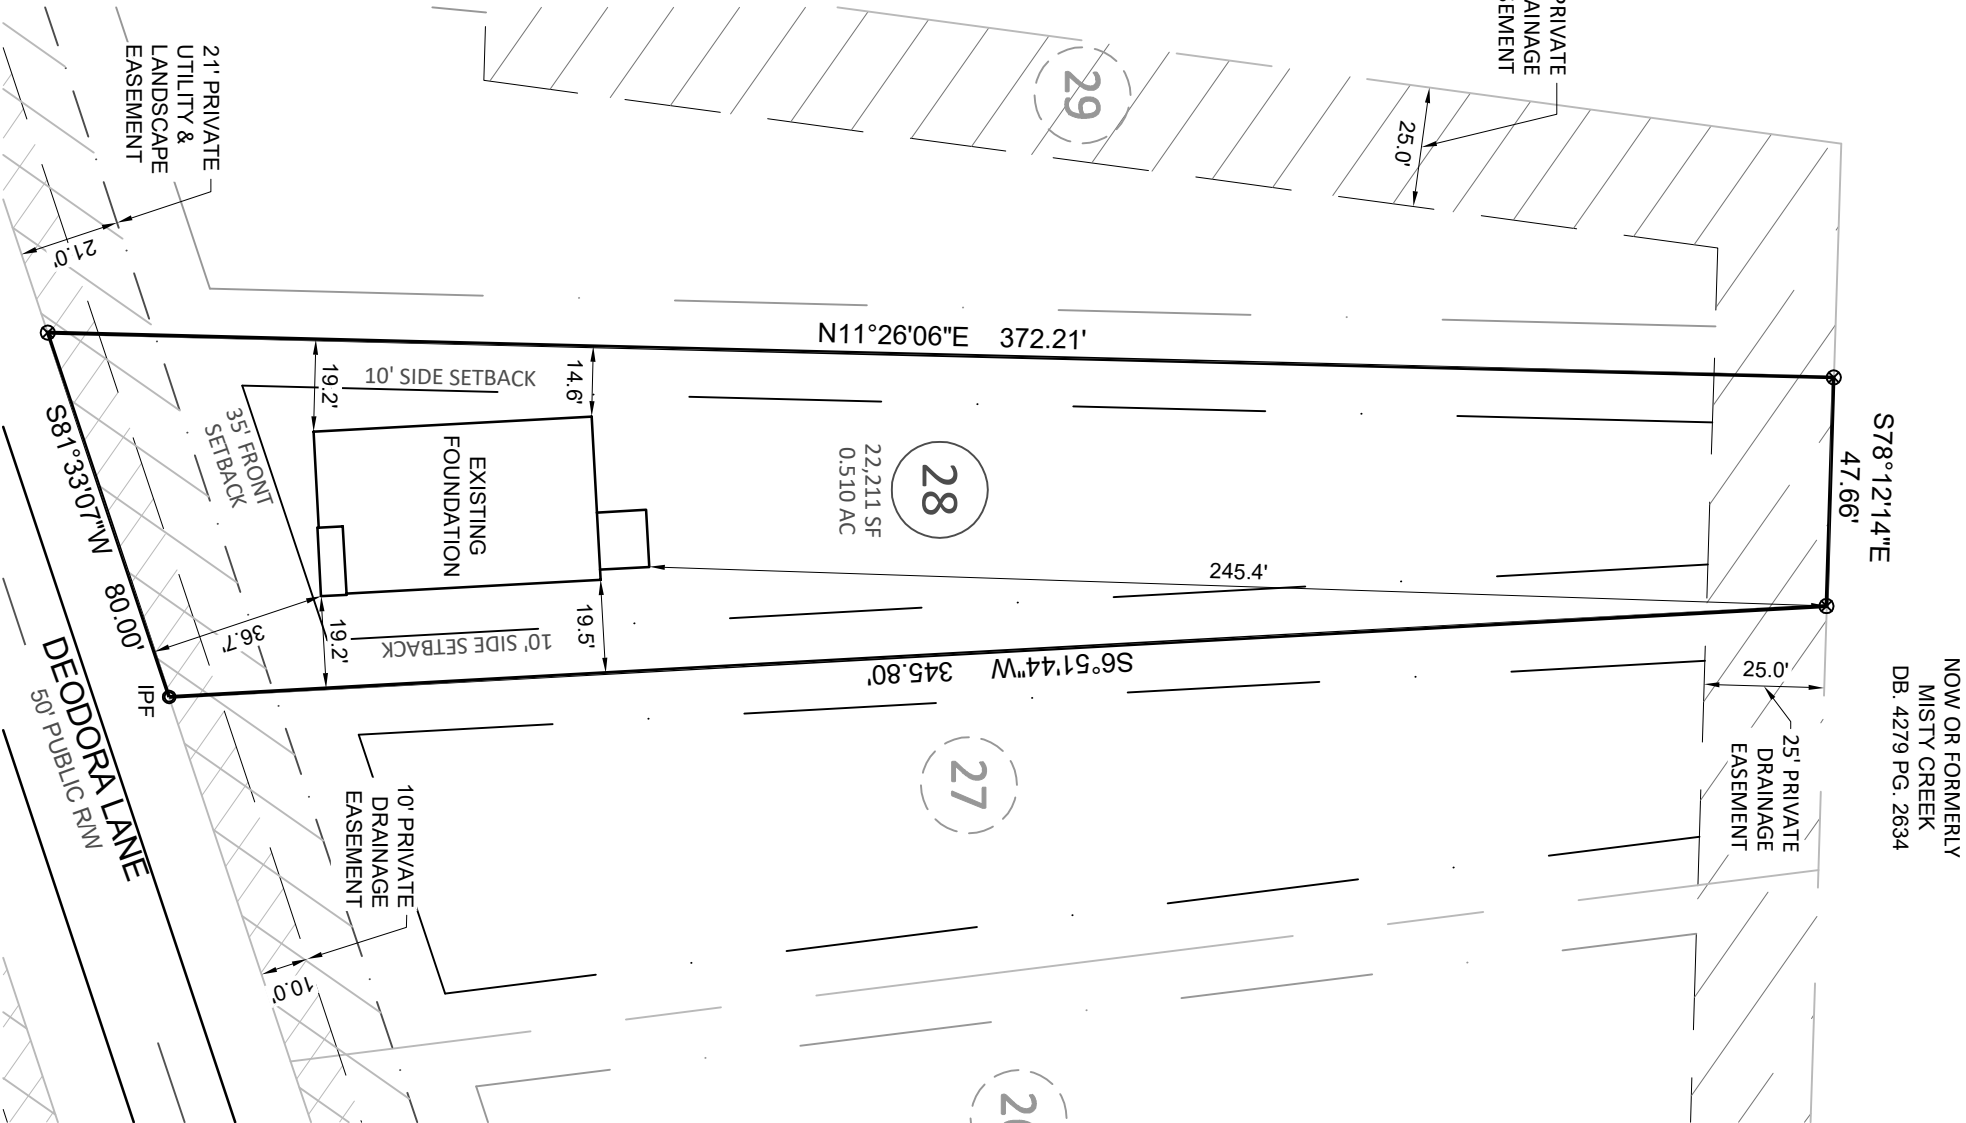 PRIVATE
25.0'
29
21' PRIVATE
UTILITY &
LANDSCAPE
EASEMENT
21.0'
N11°26'06"E 372.21'
S78°12'14"E
47.66'
10' SIDE SETBACK
19.2'
14.6'
35' FRONT
SETBACK
EXISTING
FOUNDATION
28
22,211 SF
0.510 AC
245.4'
S81°33'07"W 80.00'
36.7'
19.2'
19.5'
10' SIDE SETBACK
S6°51'44"W 345.80'
IPF
DEODORA LANE
50' PUBLIC R/W
25.0'
25' PRIVATE
DRAINAGE
EASEMENT
NOW OR FORMERLY
MISTY CREEK
DB. 4279 PG. 2634
27
10' PRIVATE
DRAINAGE
EASEMENT
10.0'